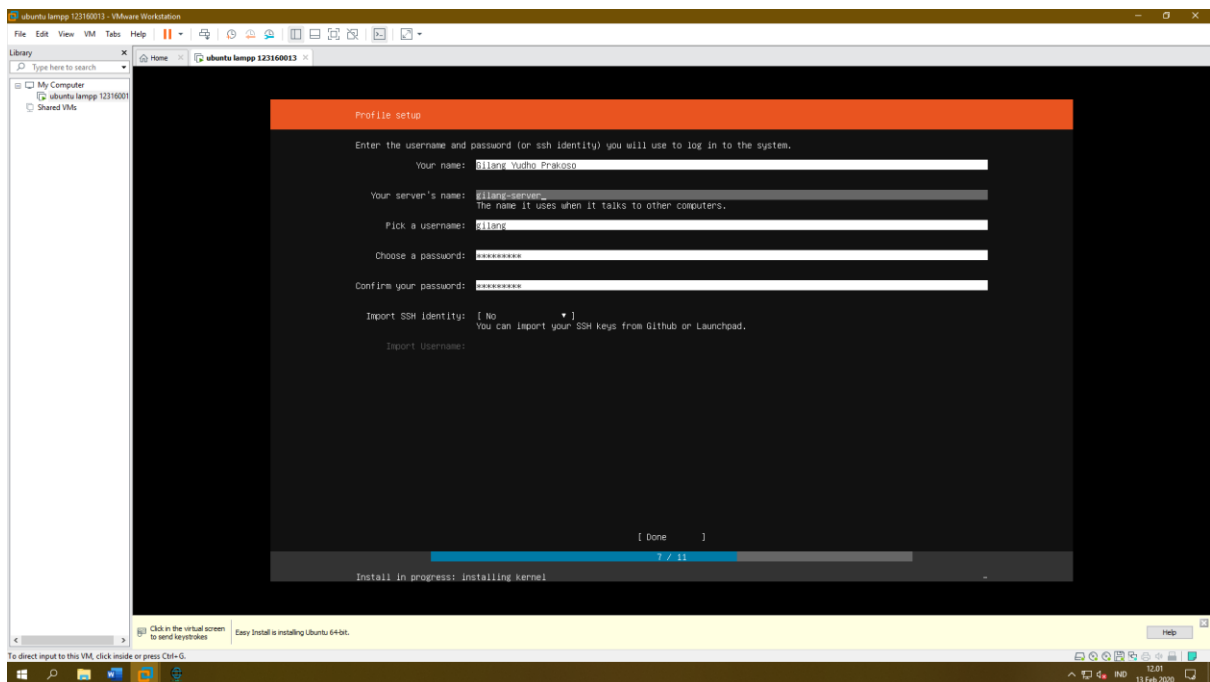 ubuntu lampp 123160013 - VMware Workstation
File Edit View VM Tabs Help
Library
Home ubuntu lampp 123160013
Type here to search
My Computer
ubuntu lampp 12316001
Shared VMs
Profile setup
Enter the username and password (or ssh identity) you will use to log in to the system.
Your name: Gilang Yudho Prakoso
Your server's name: gilang-server_
The name it uses when it talks to other computers.
Pick a username: gilang
Choose a password: *********
Confirm your password: *********
Import SSH identity: [ No ▾ ]
You can import your SSH keys from Github or Launchpad.
Import Username:
[ Done ]
7 / 11
Install in progress: installing kernel -
Click in the virtual screen
to send keystrokes
Easy Install is installing Ubuntu 64-bit.
Help
To direct input to this VM, click inside or press Ctrl+G.
IND
12.01
13 Feb 2020